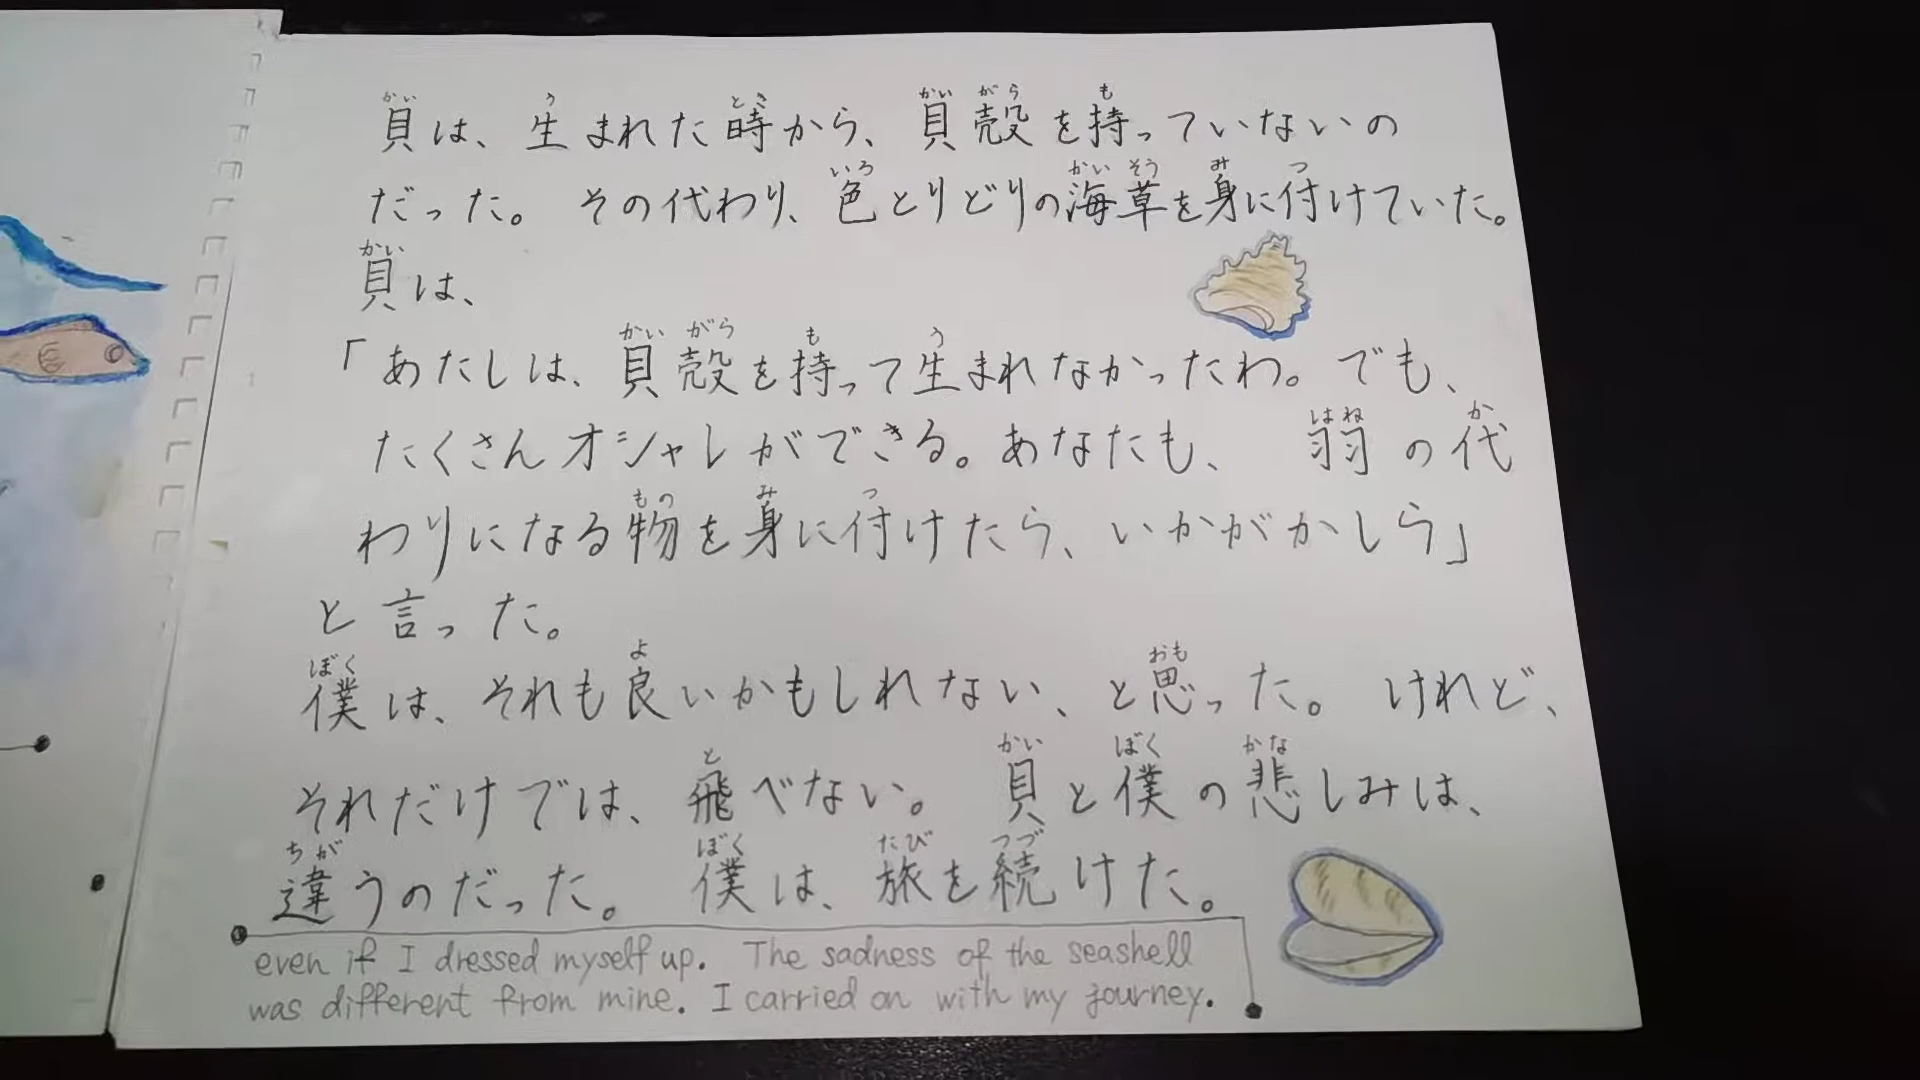 貝は、生まれた時から、貝殻を持っていないの
だった。その代わり、色とりどりの海草を身に付けていた。
貝は、
「あたしは、貝殻を持って生まれなかったわ。でも、
たくさんオシャレができる。あなたも、羽の代
わりになる物を身に付けたら、いかがかしら」
と言った。
僕は、それも良いかもしれない、と思った。けれど、
それだけでは、飛べない。貝と僕の悲しみは、
違うのだった。僕は、旅を続けた。
even if I dressed myself up. The sadness of the seashell
was different from mine. I carried on with my journey.